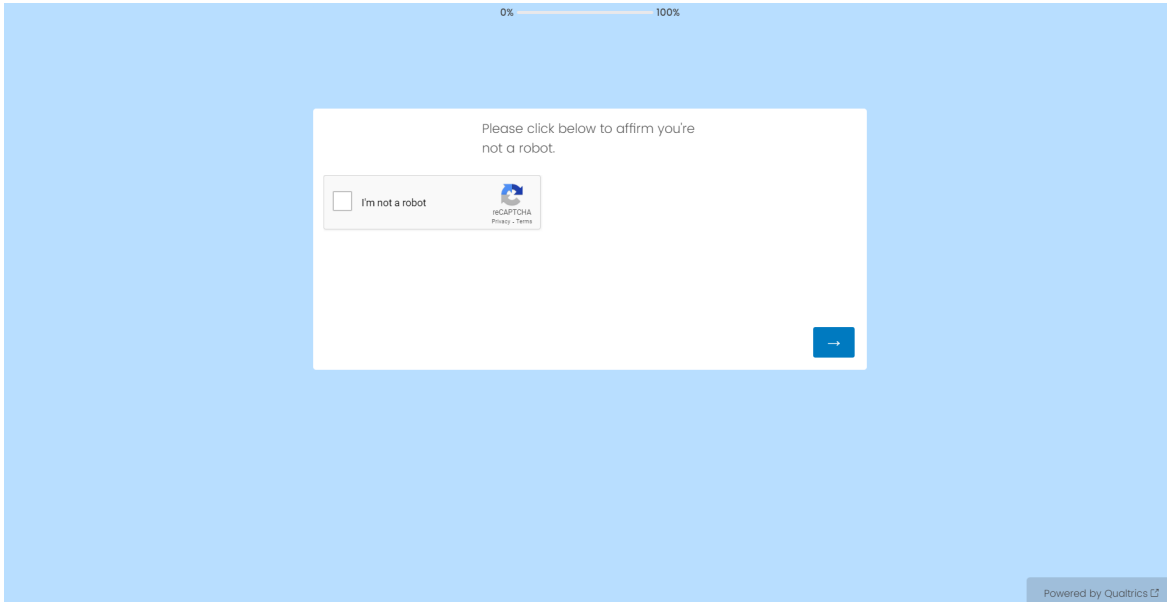 0% 100%
Please click below to affirm you're
not a robot.
I'm not a robot
reCAPTCHA
Privacy - Terms
→
Powered by Qualtrics